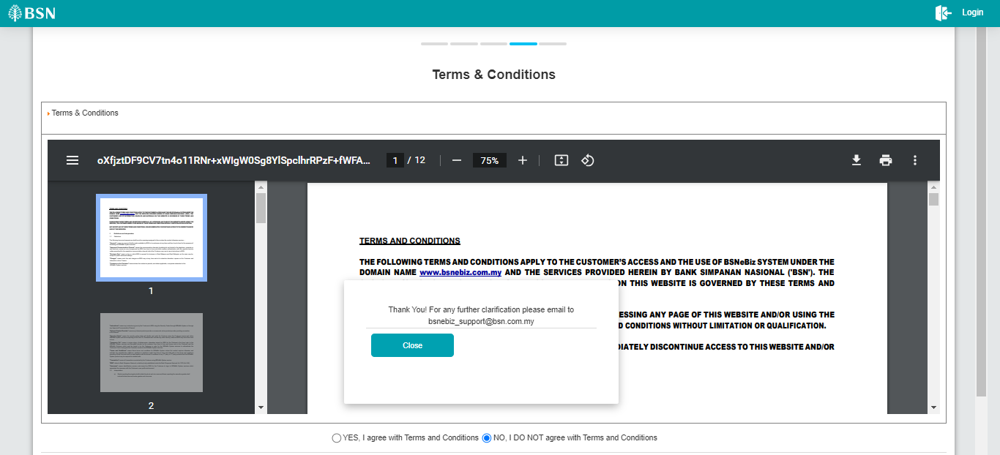 BSN
Login
Terms & Conditions
Terms & Conditions
oXfjztDF9CV7tn4o11RNr+xWIgW0Sg8YlSpclhrRPzF+fWFA...
1 / 12
75%
1
2
TERMS AND CONDITIONS
THE FOLLOWING TERMS AND CONDITIONS APPLY TO THE CUSTOMER'S ACCESS AND THE USE OF BSNeBiz SYSTEM UNDER THE
DOMAIN NAME www.bsnebiz.com.my AND THE SERVICES PROVIDED HEREIN BY BANK SIMPANAN NASIONAL ('BSN'). THE
ON THIS WEBSITE IS GOVERNED BY THESE TERMS AND
ESSING ANY PAGE OF THIS WEBSITE AND/OR USING THE
D CONDITIONS WITHOUT LIMITATION OR QUALIFICATION.
DIATELY DISCONTINUE ACCESS TO THIS WEBSITE AND/OR
Thank You! For any further clarification please email to
bsnebiz_support@bsn.com.my
Close
YES, I agree with Terms and Conditions NO, I DO NOT agree with Terms and Conditions